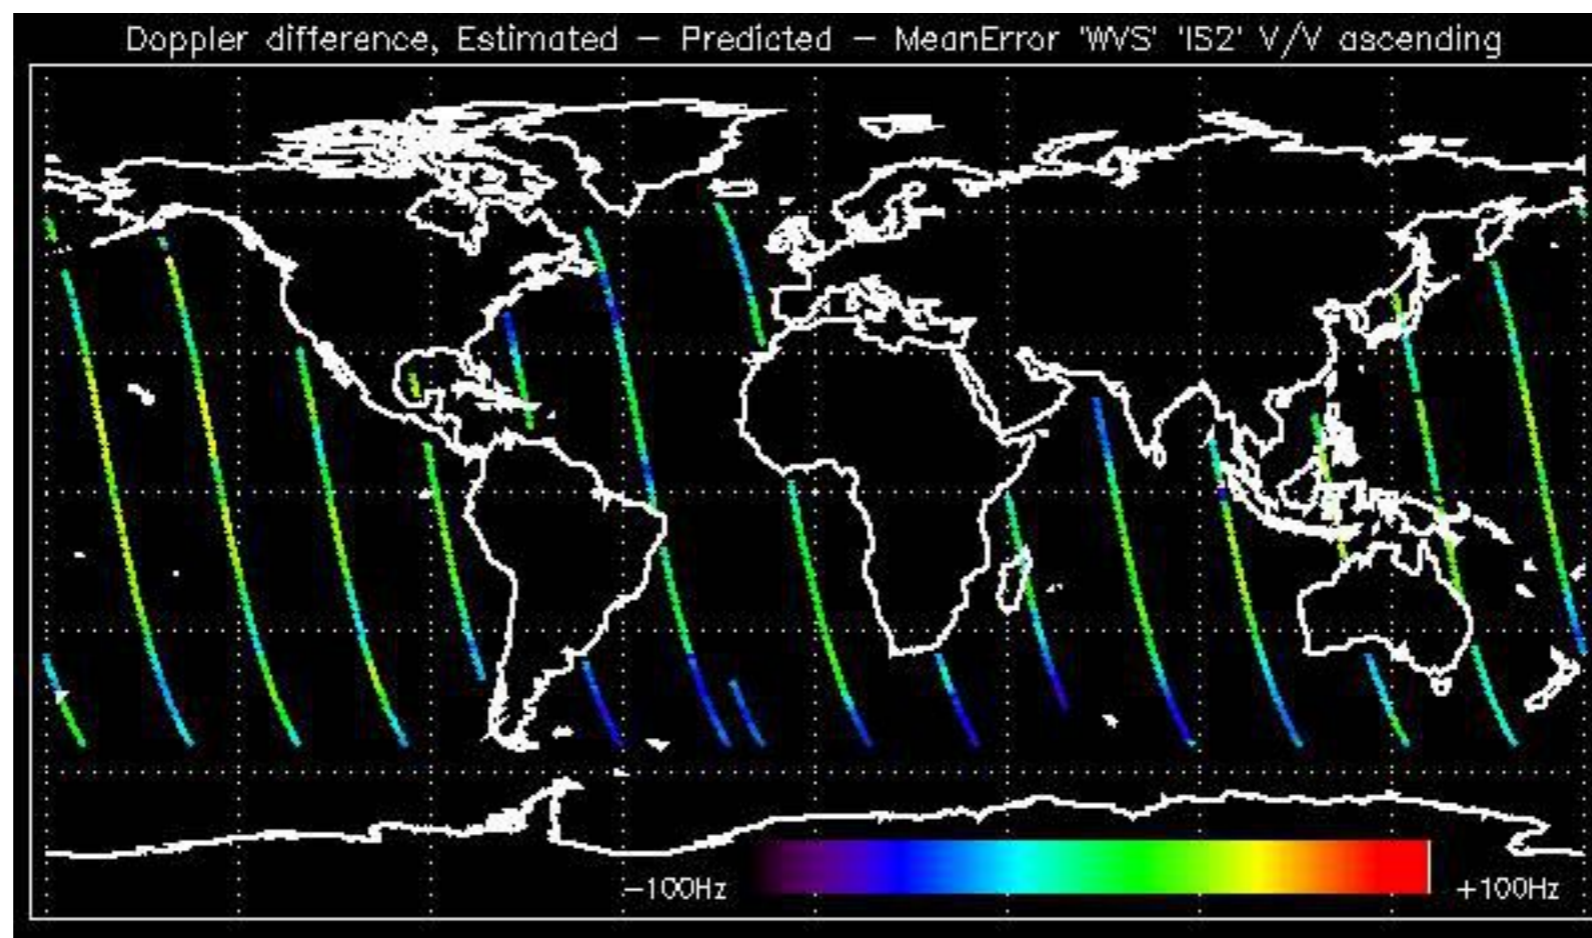 Doppler difference, Estimated – Predicted – MeanError 'WVS' 'IS2' V/V ascending
-100Hz
+100Hz